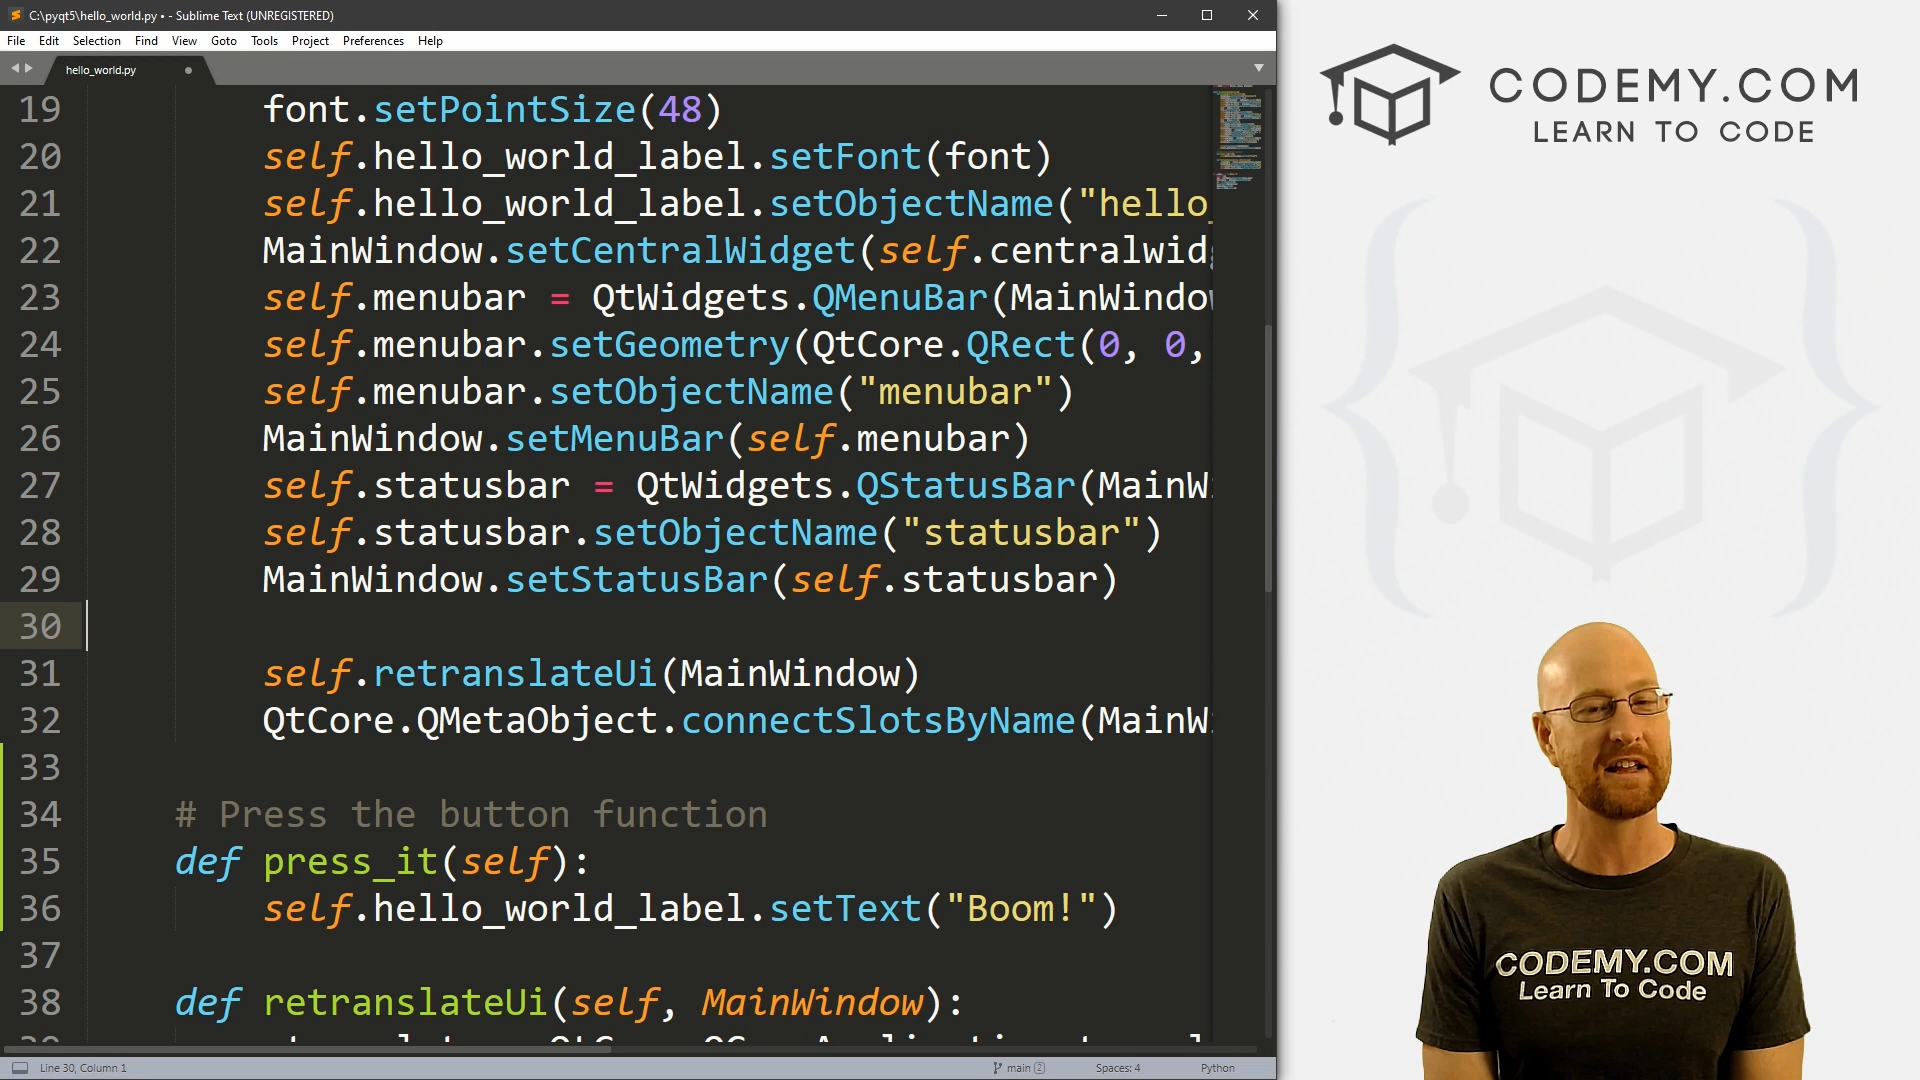 C:\pyqt5\hello_world.py • - Sublime Text (UNREGISTERED)
File Edit Selection Find View Goto Tools Project Preferences Help
hello_world.py
19 font.setPointSize(48)
20 self.hello_world_label.setFont(font)
21 self.hello_world_label.setObjectName("hello_
22 MainWindow.setCentralWidget(self.centralwidg
23 self.menubar = QtWidgets.QMenuBar(MainWindow
24 self.menubar.setGeometry(QtCore.QRect(0, 0,
25 self.menubar.setObjectName("menubar")
26 MainWindow.setMenuBar(self.menubar)
27 self.statusbar = QtWidgets.QStatusBar(MainWi
28 self.statusbar.setObjectName("statusbar")
29 MainWindow.setStatusBar(self.statusbar)
30
31 self.retranslateUi(MainWindow)
32 QtCore.QMetaObject.connectSlotsByName(MainWi
33
34 # Press the button function
35 def press_it(self):
36 self.hello_world_label.setText("Boom!")
37
38 def retranslateUi(self, MainWindow):
Line 30, Column 1
main 2
Spaces: 4
Python
CODEMY.COM
LEARN TO CODE
CODEMY.COM
Learn To Code